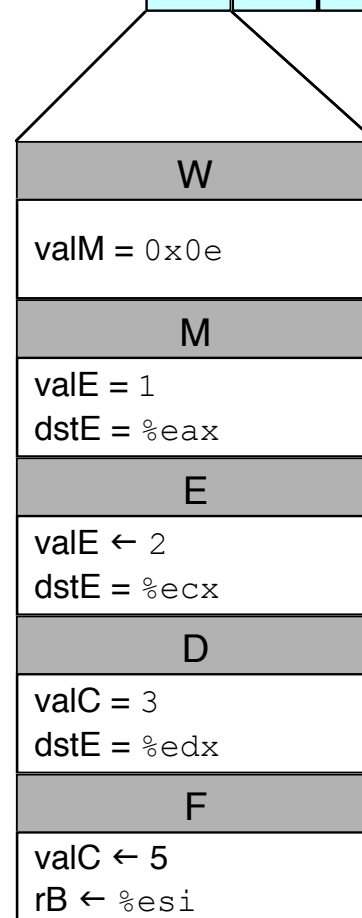 W
valM = 0x0e
M
valE = 1
dstE = %eax
E
valE ← 2
dstE = %ecx
D
valC = 3
dstE = %edx
F
valC ← 5
rB ← %esi